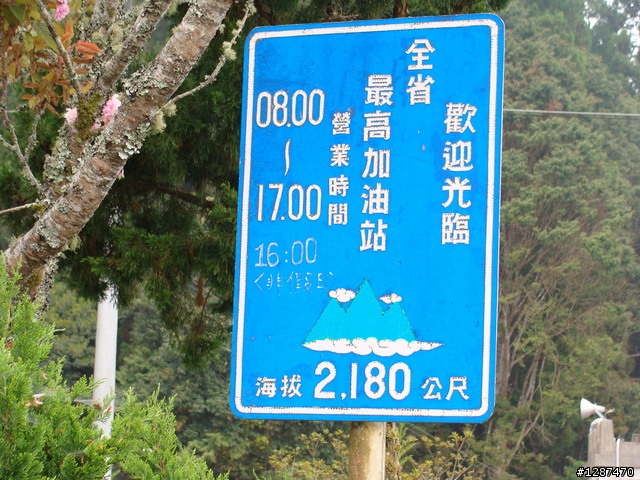 歡迎光臨
全省
最高加油站
營業時間
08.00
~
17.00
16:00
海拔 2,180 公尺
#1287470